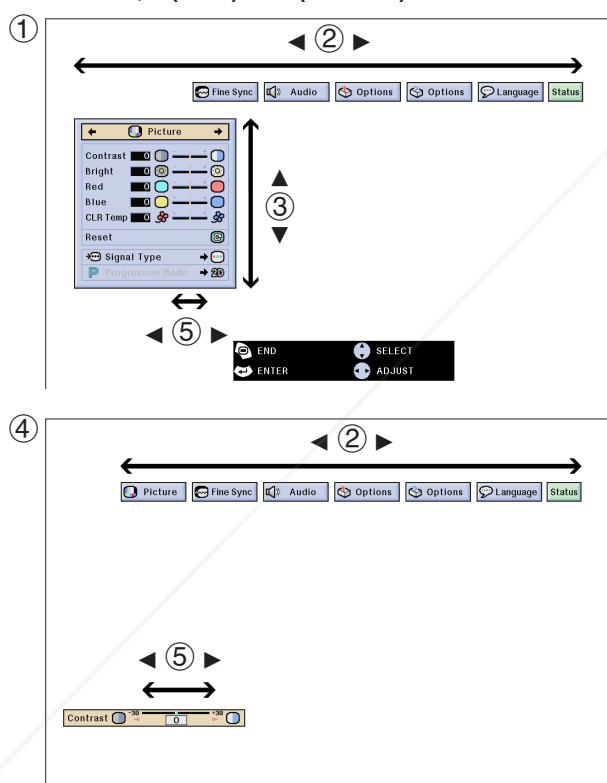 ① 
◄ ② ►
Fine Sync Audio Options Options Language Status
Picture
Contrast 0
Bright 0
Red 0
Blue 0
CLR Temp 0
Reset
Signal Type
P Progressive Mode 2D
③
◄ ⑤ ►
END SELECT
ENTER ADJUST
④
◄ ② ►
Picture Fine Sync Audio Options Options Language Status
◄ ⑤ ►
Contrast -30 0 +30